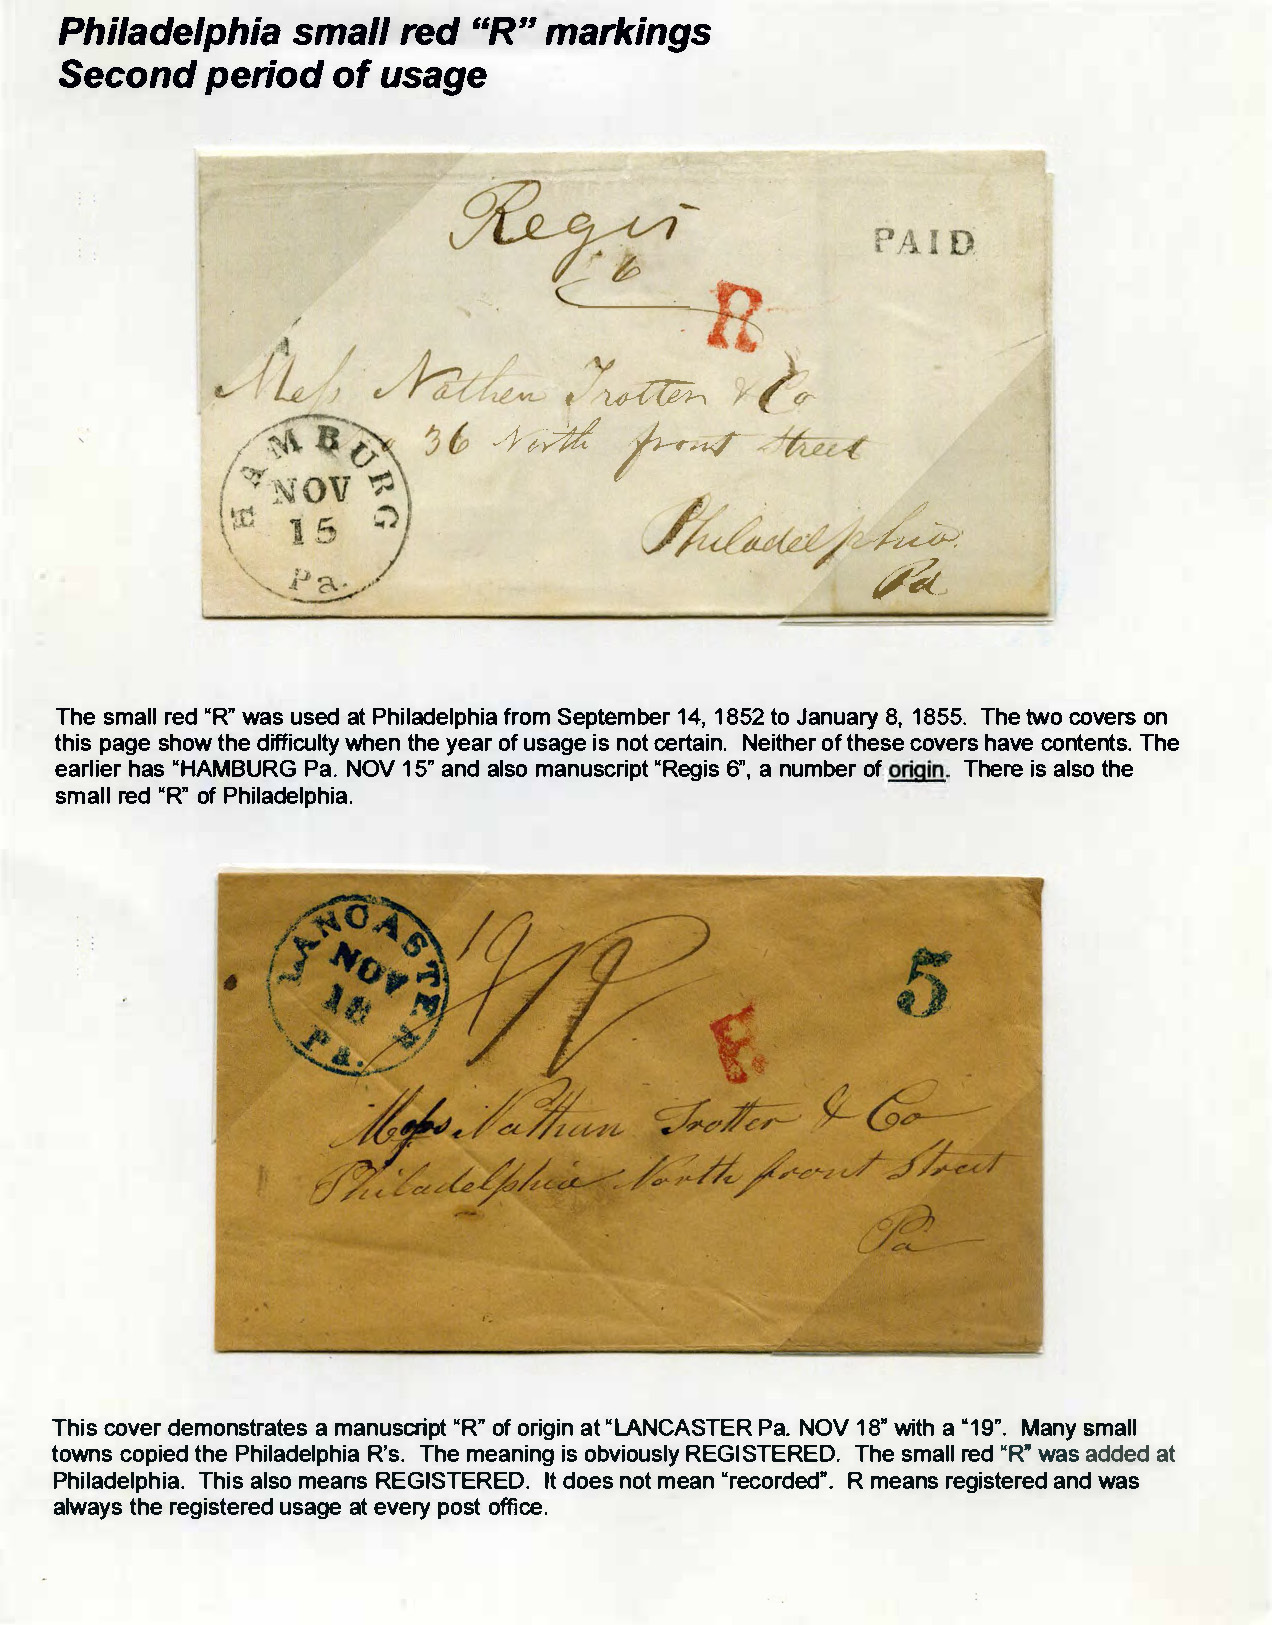 Philadelphia small red “R” markings
Second period of usage
Regis
6
PAID
R
Mess Nathen Trotten & Co
36 North front Street
Philadelphia
Pa
HAMBURG
NOV
15
Pa.
The small red “R” was used at Philadelphia from September 14, 1852 to January 8, 1855. The two covers on
this page show the difficulty when the year of usage is not certain. Neither of these covers have contents. The
earlier has “HAMBURG Pa. NOV 15” and also manuscript “Regis 6”, a number of origin. There is also the
small red “R” of Philadelphia.
LANCASTER
NOV
18
Pa.
19
R
5
R
Mess Nathan Trotter & Co
Philadelphia North front Street
Pa
This cover demonstrates a manuscript “R” of origin at “LANCASTER Pa. NOV 18” with a “19”. Many small
towns copied the Philadelphia R’s. The meaning is obviously REGISTERED. The small red “R” was added at
Philadelphia. This also means REGISTERED. It does not mean “recorded”. R means registered and was
always the registered usage at every post office.